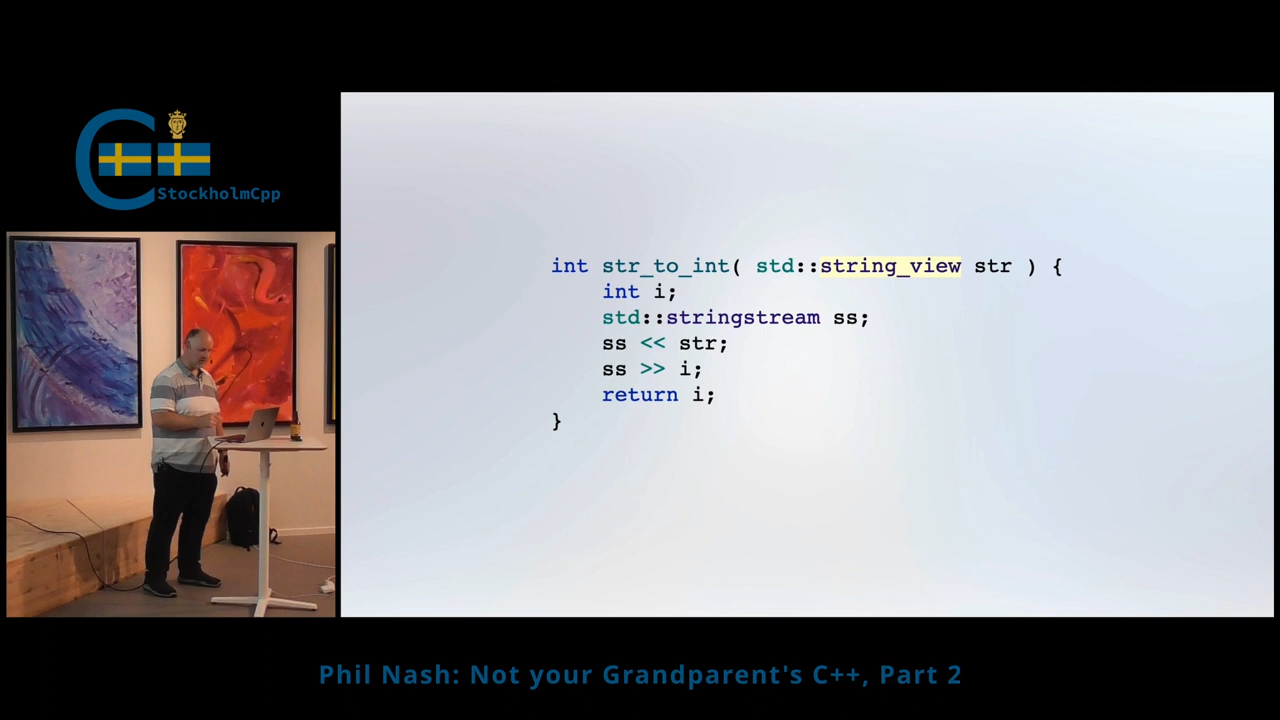 StockholmCpp
int str_to_int( std::string_view str ) {
    int i;
    std::stringstream ss;
    ss << str;
    ss >> i;
    return i;
}
Phil Nash: Not your Grandparent's C++, Part 2